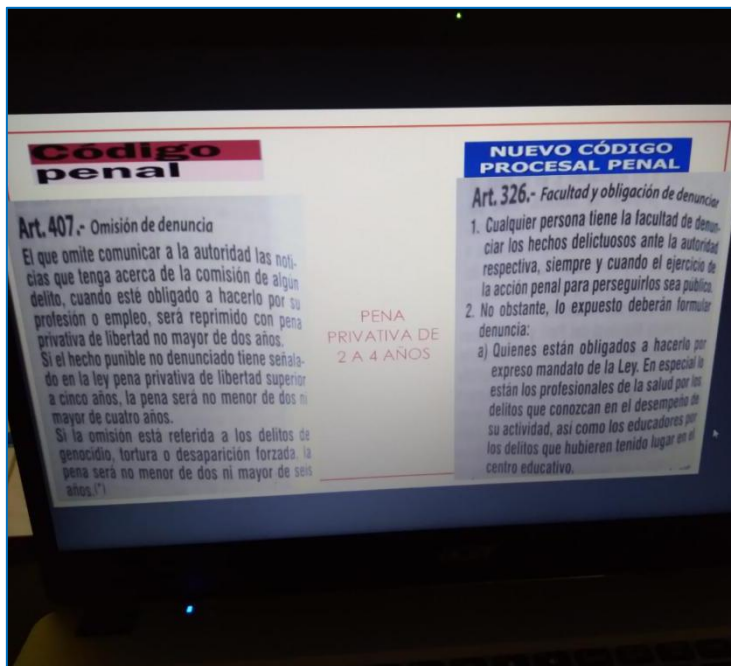 Código
penal
Art. 407.- Omisión de denuncia
El que omite comunicar a la autoridad las noti-
cias que tenga acerca de la comisión de algún
delito, cuando esté obligado a hacerlo por su
profesión o empleo, será reprimido con pena
privativa de libertad no mayor de dos años.
Si el hecho punible no denunciado tiene señala-
do en la ley pena privativa de libertad superior
a cinco años, la pena será no menor de dos ni
mayor de cuatro años.
Si la omisión está referida a los delitos de
genocidio, tortura o desaparición forzada, la
pena será no menor de dos ni mayor de seis
años.(*)
PENA
PRIVATIVA DE
2 A 4 AÑOS
NUEVO CÓDIGO
PROCESAL PENAL
Art. 326.- Facultad y obligación de denunciar
1. Cualquier persona tiene la facultad de denun-
ciar los hechos delictuosos ante la autoridad
respectiva, siempre y cuando el ejercicio de
la acción penal para perseguirlos sea público.
2. No obstante, lo expuesto deberán formular
denuncia:
a) Quienes están obligados a hacerlo por
expreso mandato de la Ley. En especial lo
están los profesionales de la salud por los
delitos que conozcan en el desempeño de
su actividad, así como los educadores por
los delitos que hubieren tenido lugar en el
centro educativo.